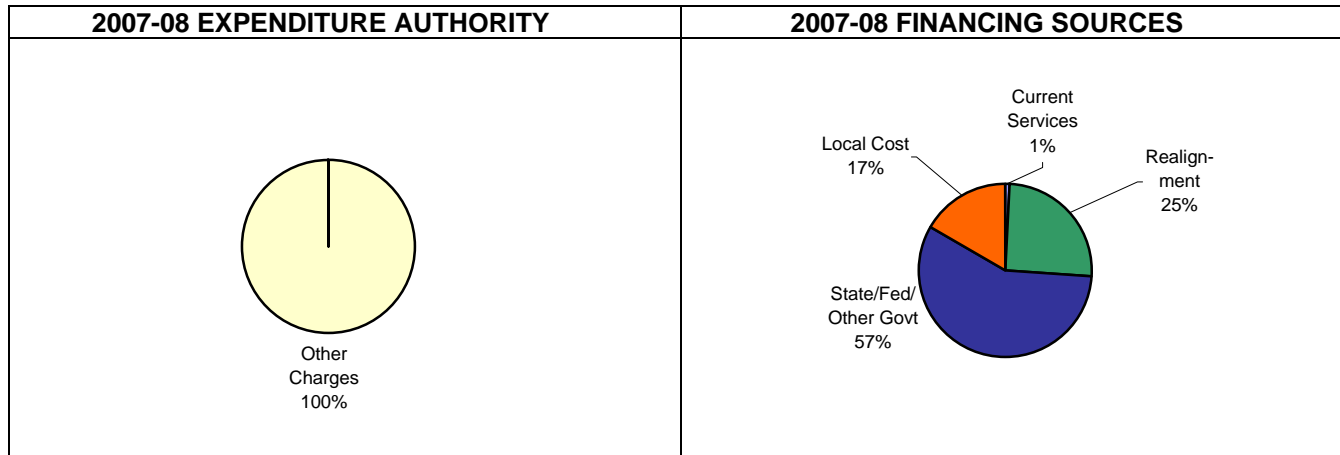 2007-08 EXPENDITURE AUTHORITY
Other
Charges
100%
2007-08 FINANCING SOURCES
Current
Services
1%
Local Cost
17%
Realign-
ment
25%
State/Fed/
Other Govt
57%